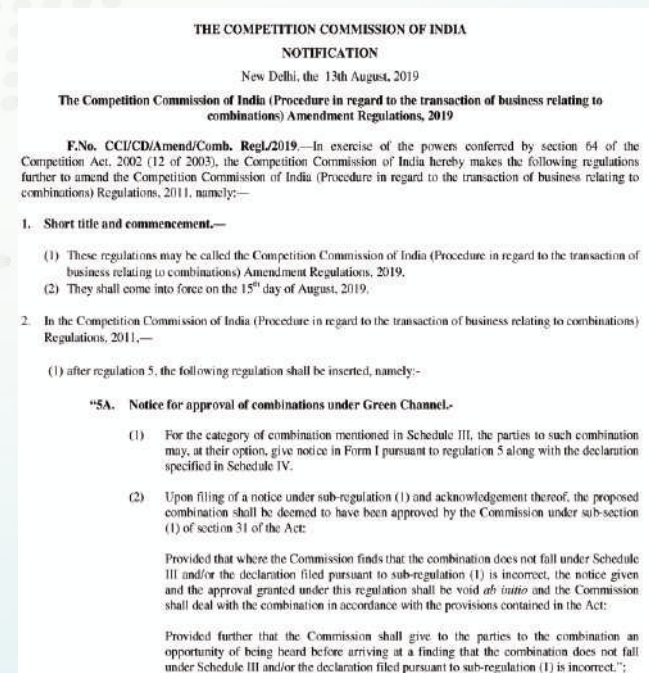 THE COMPETITION COMMISSION OF INDIA
NOTIFICATION
New Delhi, the 13th August, 2019
The Competition Commission of India (Procedure in regard to the transaction of business relating to
combinations) Amendment Regulations, 2019
F.No. CCI/CD/Amend/Comb. Regl./2019.—In exercise of the powers conferred by section 64 of the
Competition Act, 2002 (12 of 2003), the Competition Commission of India hereby makes the following regulations
further to amend the Competition Commission of India (Procedure in regard to the transaction of business relating to
combinations) Regulations, 2011, namely:—
1. Short title and commencement.—
(1) These regulations may be called the Competition Commission of India (Procedure in regard to the transaction of
business relating to combinations) Amendment Regulations, 2019.
(2) They shall come into force on the 15th day of August, 2019.
2. In the Competition Commission of India (Procedure in regard to the transaction of business relating to combinations)
Regulations, 2011,—
(1) after regulation 5, the following regulation shall be inserted, namely:-
“5A. Notice for approval of combinations under Green Channel.-
(1) For the category of combination mentioned in Schedule III, the parties to such combination
may, at their option, give notice in Form I pursuant to regulation 5 along with the declaration
specified in Schedule IV.
(2) Upon filing of a notice under sub-regulation (1) and acknowledgement thereof, the proposed
combination shall be deemed to have been approved by the Commission under sub-section
(1) of section 31 of the Act:
Provided that where the Commission finds that the combination does not fall under Schedule
III and/or the declaration filed pursuant to sub-regulation (1) is incorrect, the notice given
and the approval granted under this regulation shall be void ab initio and the Commission
shall deal with the combination in accordance with the provisions contained in the Act:
Provided further that the Commission shall give to the parties to the combination an
opportunity of being heard before arriving at a finding that the combination does not fall
under Schedule III and/or the declaration filed pursuant to sub-regulation (1) is incorrect.”;